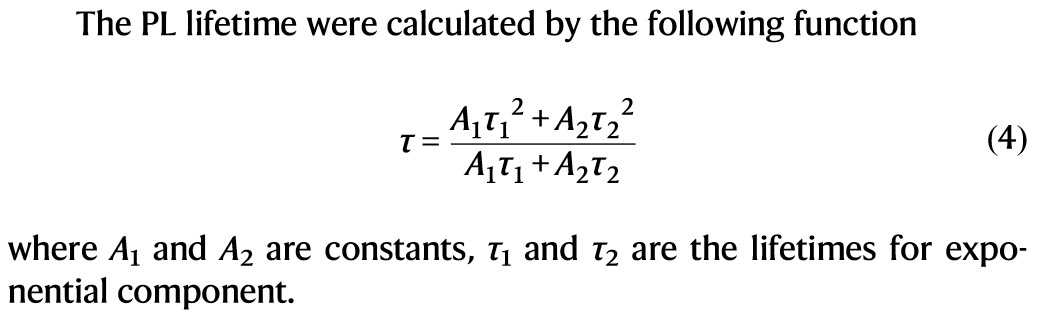 The PL lifetime were calculated by the following function
τ = (A₁τ₁² + A₂τ₂²) / (A₁τ₁ + A₂τ₂) (4)
where A₁ and A₂ are constants, τ₁ and τ₂ are the lifetimes for expo-
nential component.